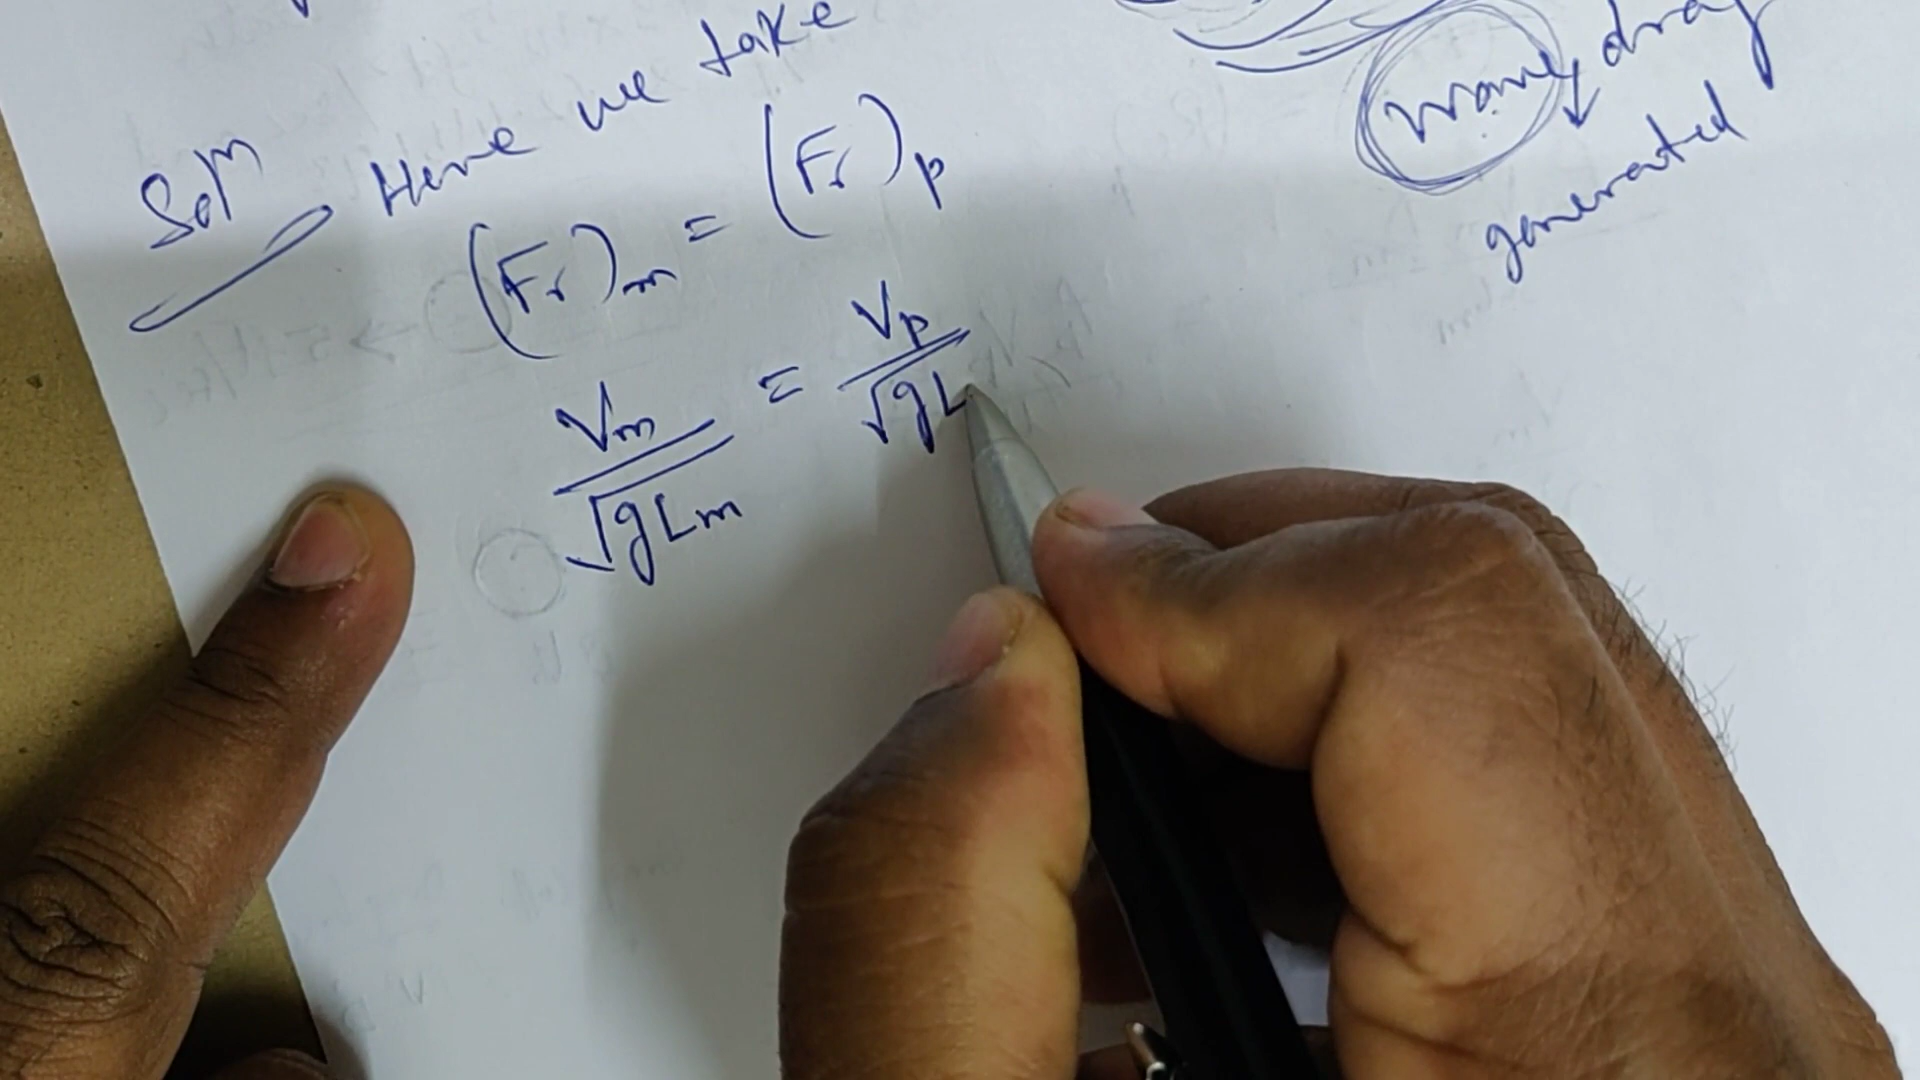 Soln Here we take
(Fr)m = (Fr)p
Vm / √gLm = Vp / √gL
Wave drag
↓
generated